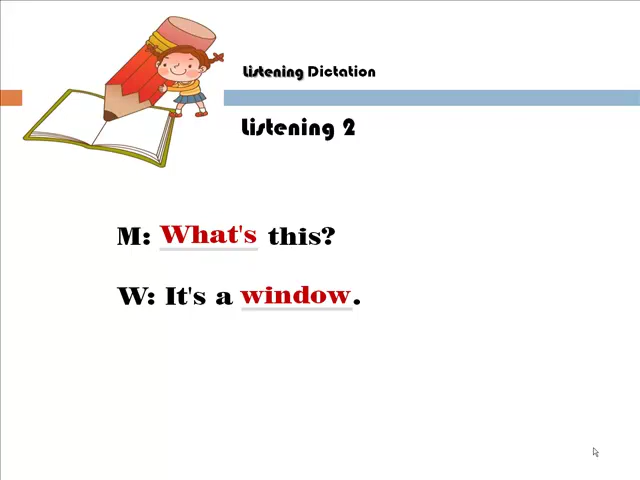 Listening Dictation
Listening 2
M: What's this?
W: It's a window.